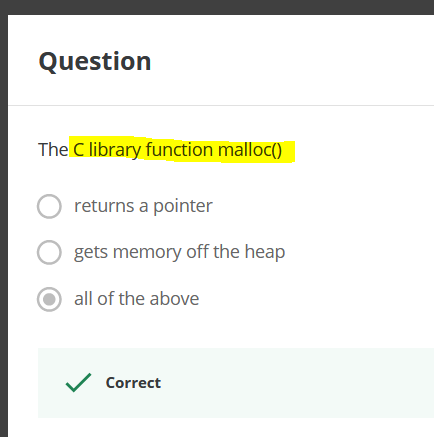 Question
The C library function malloc()
returns a pointer
gets memory off the heap
all of the above
Correct